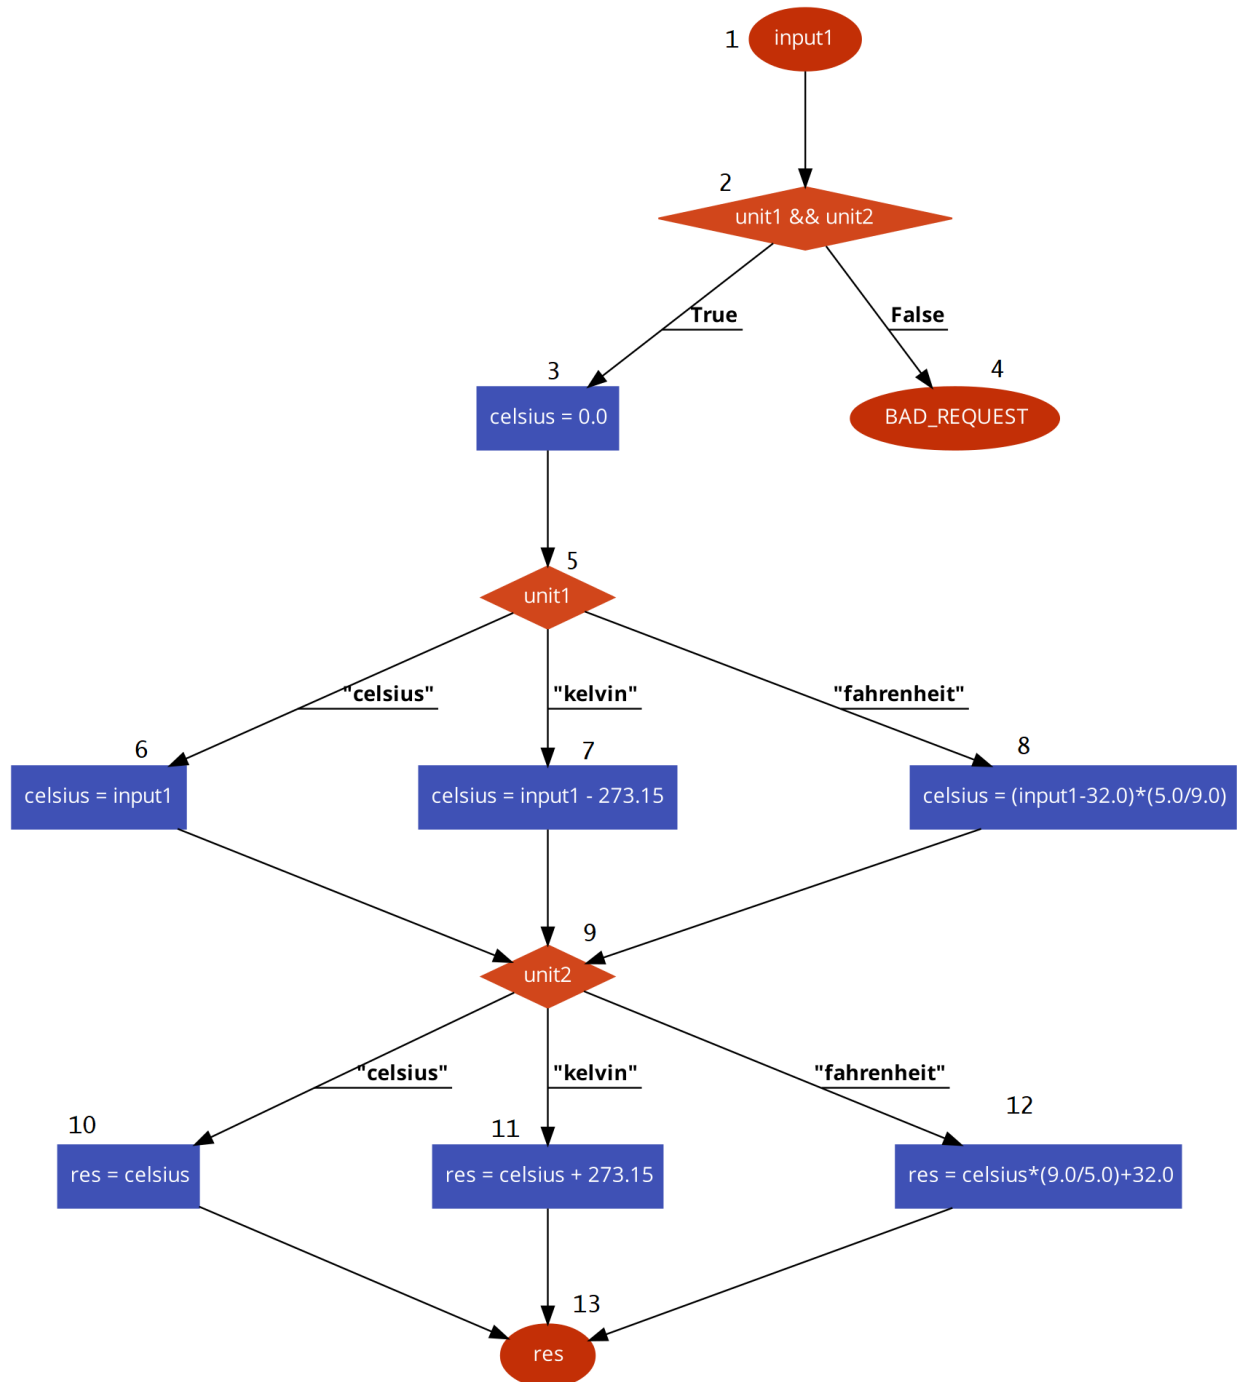 1
input1
2
unit1 && unit2
True
False
3
4
celsius = 0.0
BAD_REQUEST
5
unit1
"celsius"
"kelvin"
"fahrenheit"
6
7
8
celsius = input1
celsius = input1 - 273.15
celsius = (input1-32.0)*(5.0/9.0)
9
unit2
"celsius"
"kelvin"
"fahrenheit"
10
11
12
res = celsius
res = celsius + 273.15
res = celsius*(9.0/5.0)+32.0
13
res